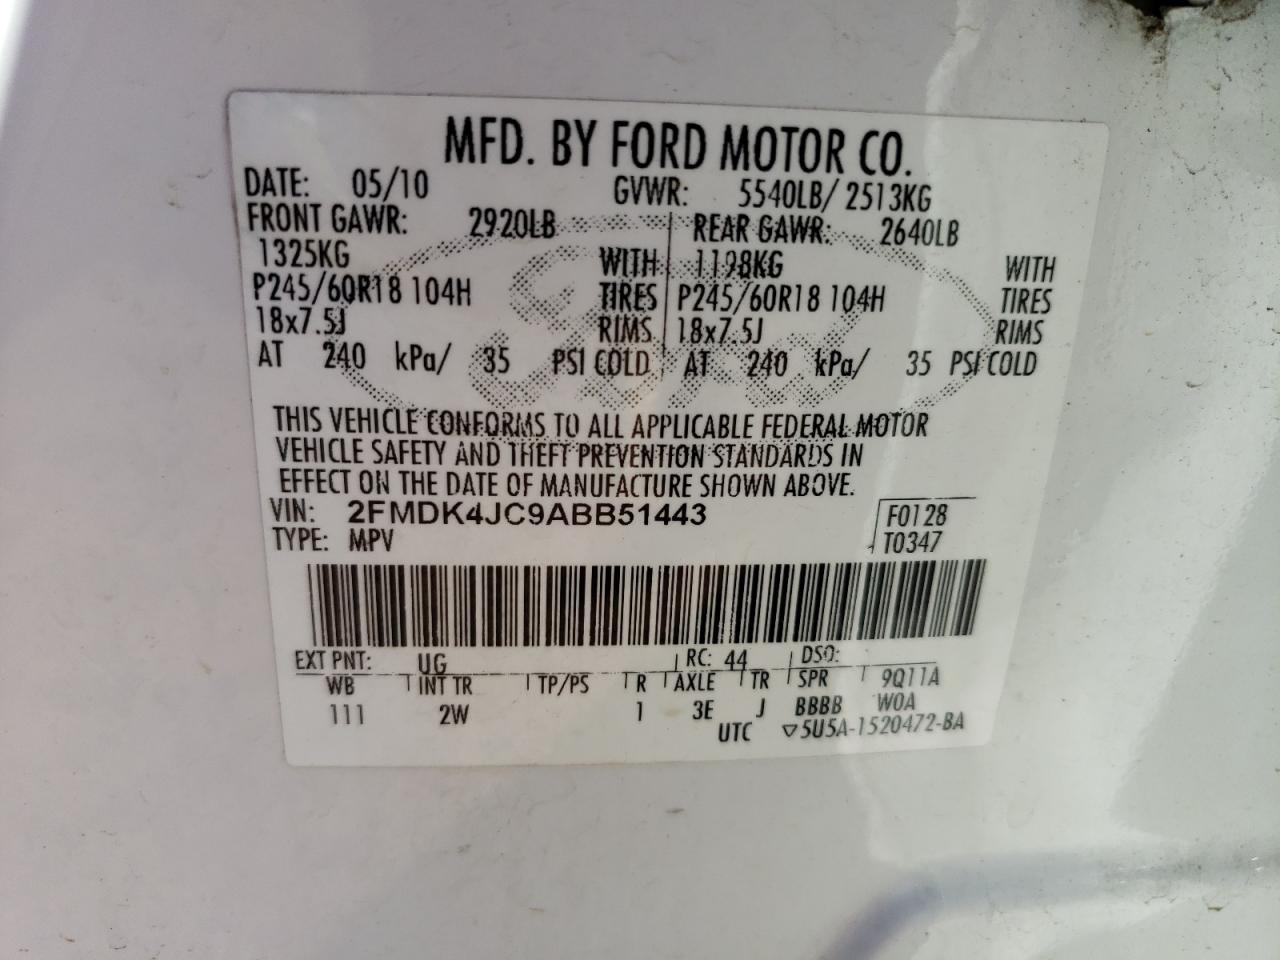 MFD. BY FORD MOTOR CO.
DATE: 05/10 GVWR: 5540LB/ 2513KG
FRONT GAWR: 2920LB REAR GAWR: 2640LB
1325KG WITH 1198KG WITH
P245/60R18 104H TIRES P245/60R18 104H TIRES
18x7.5J RIMS 18x7.5J RIMS
AT 240 kPa/ 35 PSI COLD AT 240 kPa/ 35 PSI COLD
THIS VEHICLE CONFORMS TO ALL APPLICABLE FEDERAL MOTOR
VEHICLE SAFETY AND THEFT PREVENTION STANDARDS IN
EFFECT ON THE DATE OF MANUFACTURE SHOWN ABOVE.
VIN: 2FMDK4JC9ABB51443 F0128
TYPE: MPV T0347
EXT PNT: UG RC: 44 DSO:
WB INT TR TP/PS R AXLE TR SPR 9Q11A
111 2W 1 3E J BBBB W0A
UTC ▽5U5A-1520472-BA